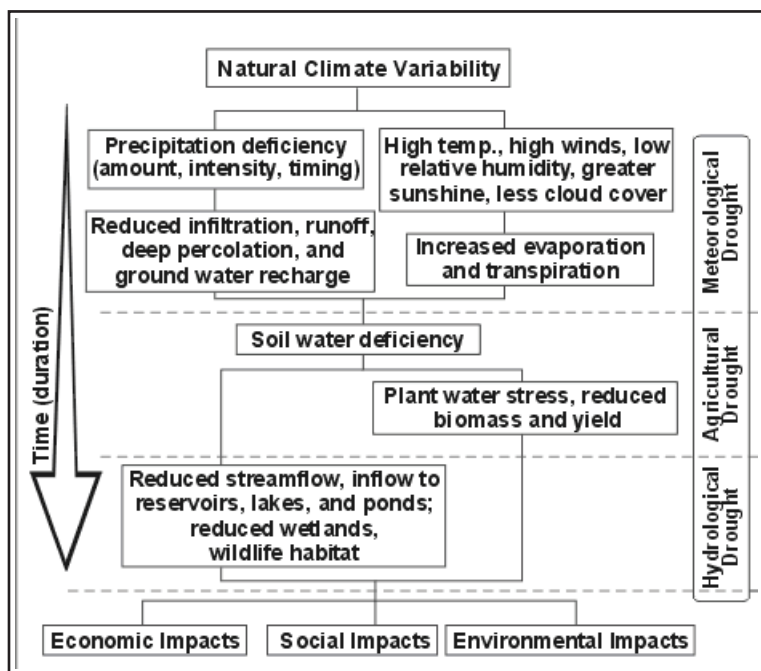 Natural Climate Variability
Precipitation deficiency
(amount, intensity, timing)
High temp., high winds, low
relative humidity, greater
sunshine, less cloud cover
Reduced infiltration, runoff,
deep percolation, and
ground water recharge
Increased evaporation
and transpiration
Meteorological
Drought
Soil water deficiency
Plant water stress, reduced
biomass and yield
Agricultural
Drought
Time (duration)
Reduced streamflow, inflow to
reservoirs, lakes, and ponds;
reduced wetlands,
wildlife habitat
Hydrological
Drought
Economic Impacts
Social Impacts
Environmental Impacts